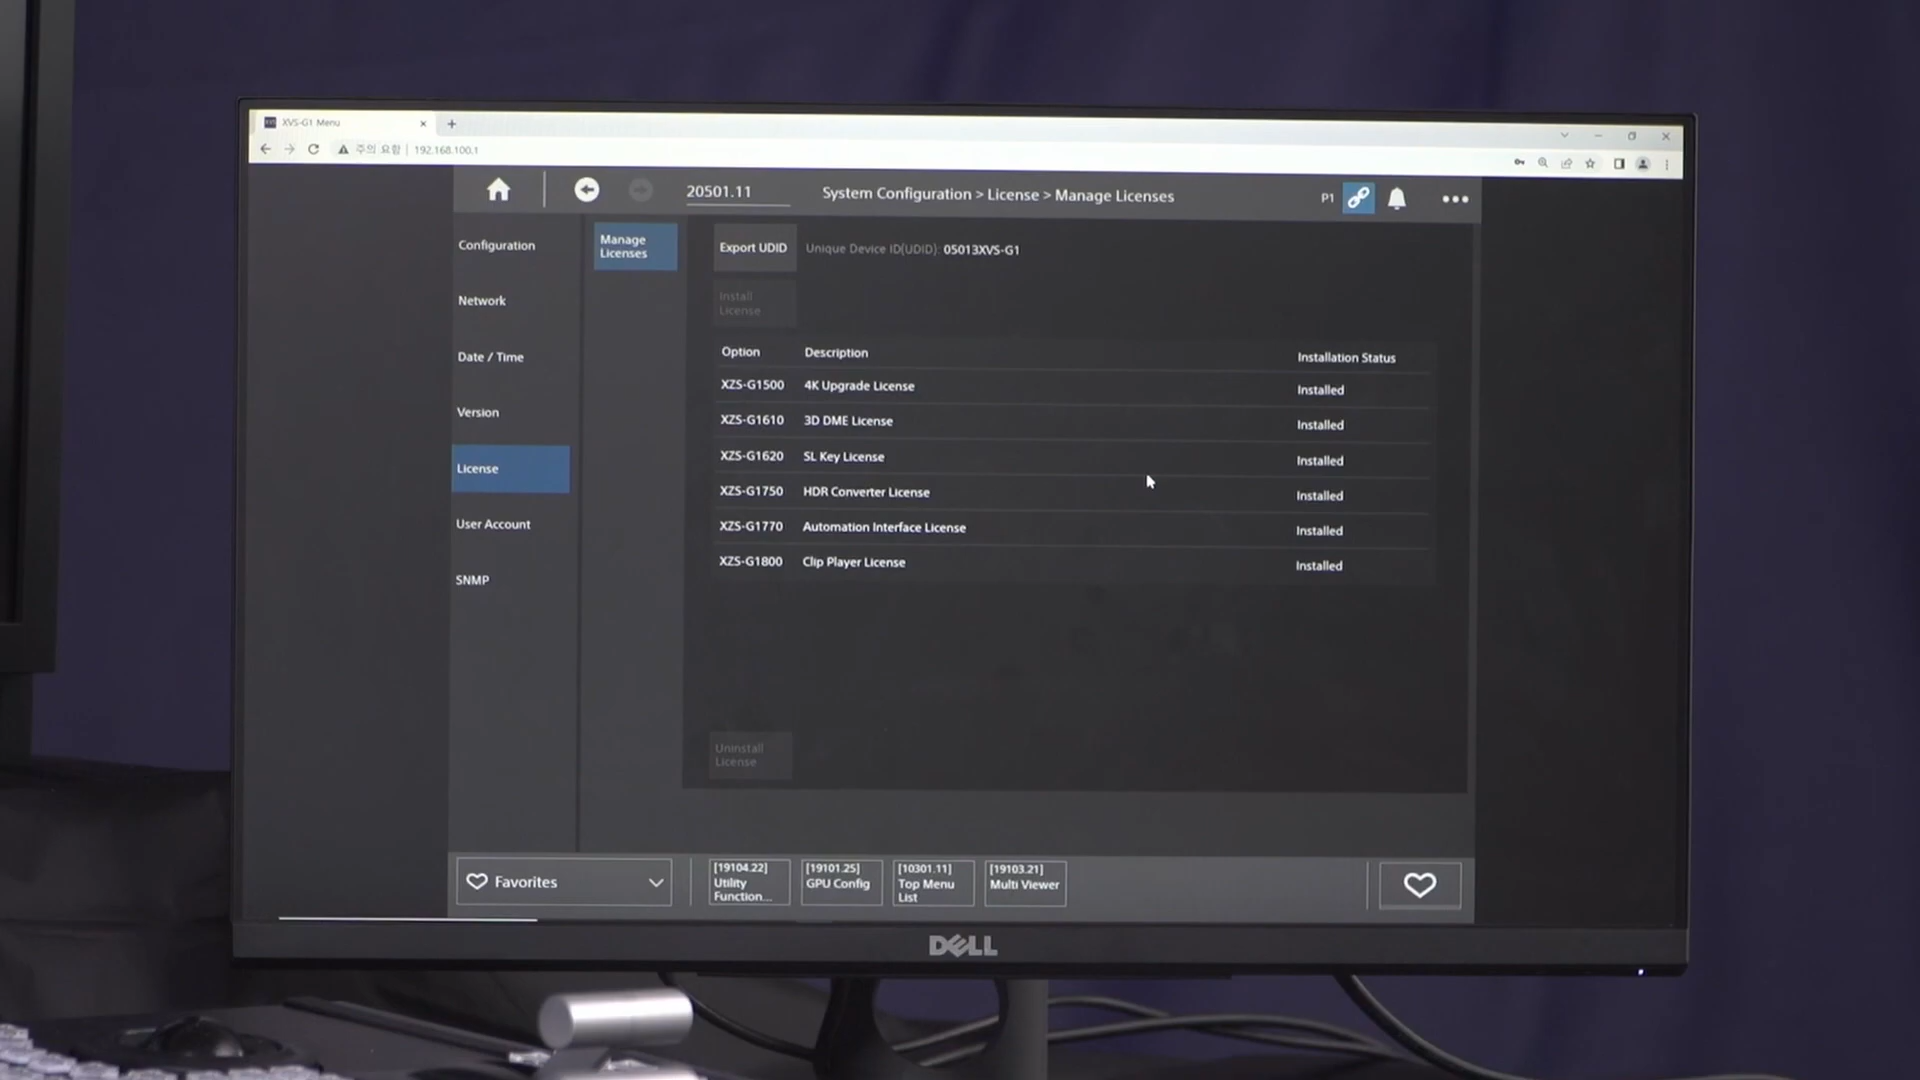 XVS-G1 Menu
주의 요함 | 192.168.100.1
20501.11
System Configuration > License > Manage Licenses
P1
Configuration
Network
Date / Time
Version
License
User Account
SNMP
Manage
Licenses
Export UDID
Unique Device ID(UDID): 05013XVS-G1
Install
License
Option Description Installation Status
XZS-G1500 4K Upgrade License Installed
XZS-G1610 3D DME License Installed
XZS-G1620 SL Key License Installed
XZS-G1750 HDR Converter License Installed
XZS-G1770 Automation Interface License Installed
XZS-G1800 Clip Player License Installed
Uninstall
License
Favorites
[19104.22]
Utility
Function...
[19101.25]
GPU Config
[10301.11]
Top Menu
List
[19103.21]
Multi Viewer
DELL